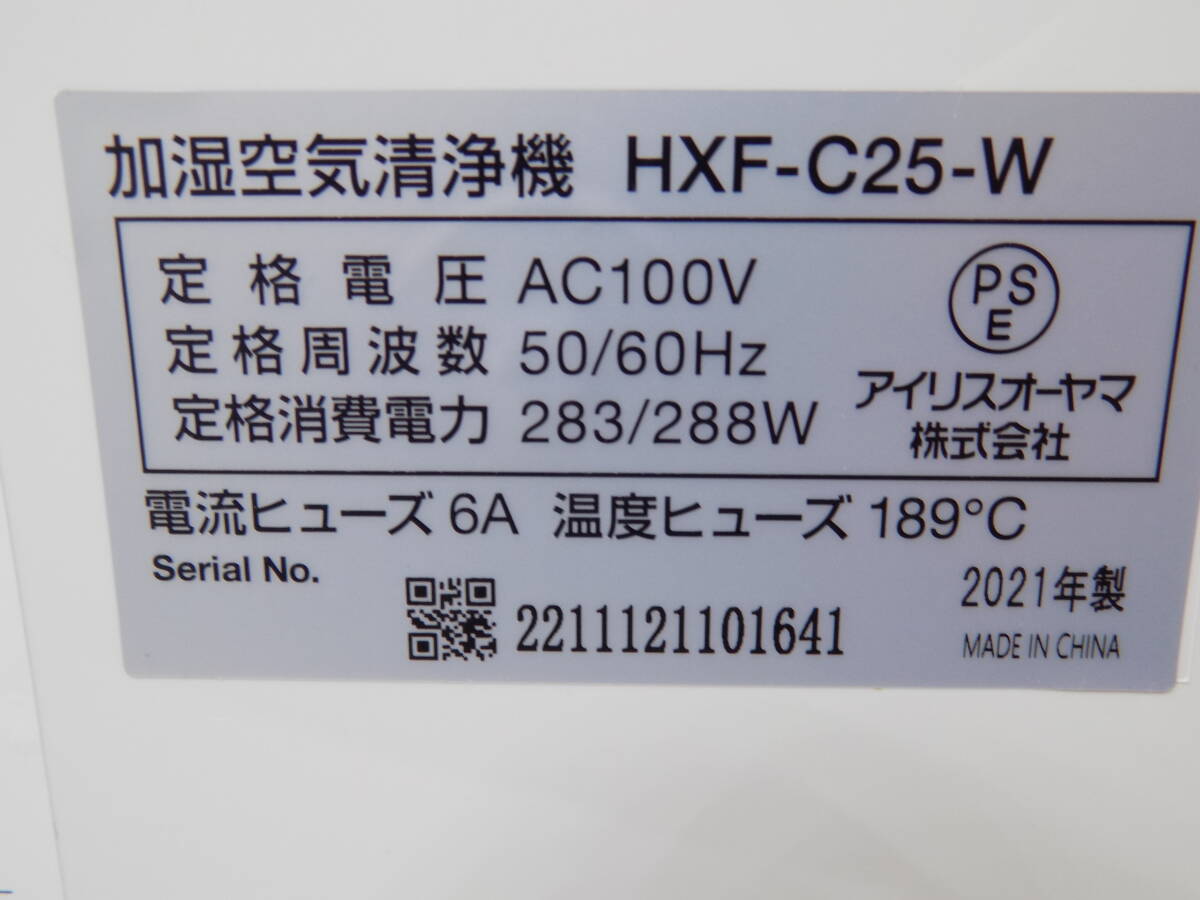 加湿空気清浄機 HXF-C25-W
定格電圧 AC100V
定格周波数 50/60Hz
定格消費電力 283/288W
PS
E
アイリスオーヤマ
株式会社
電流ヒューズ 6A 温度ヒューズ 189°C
Serial No.
2211121101641
2021年製
MADE IN CHINA